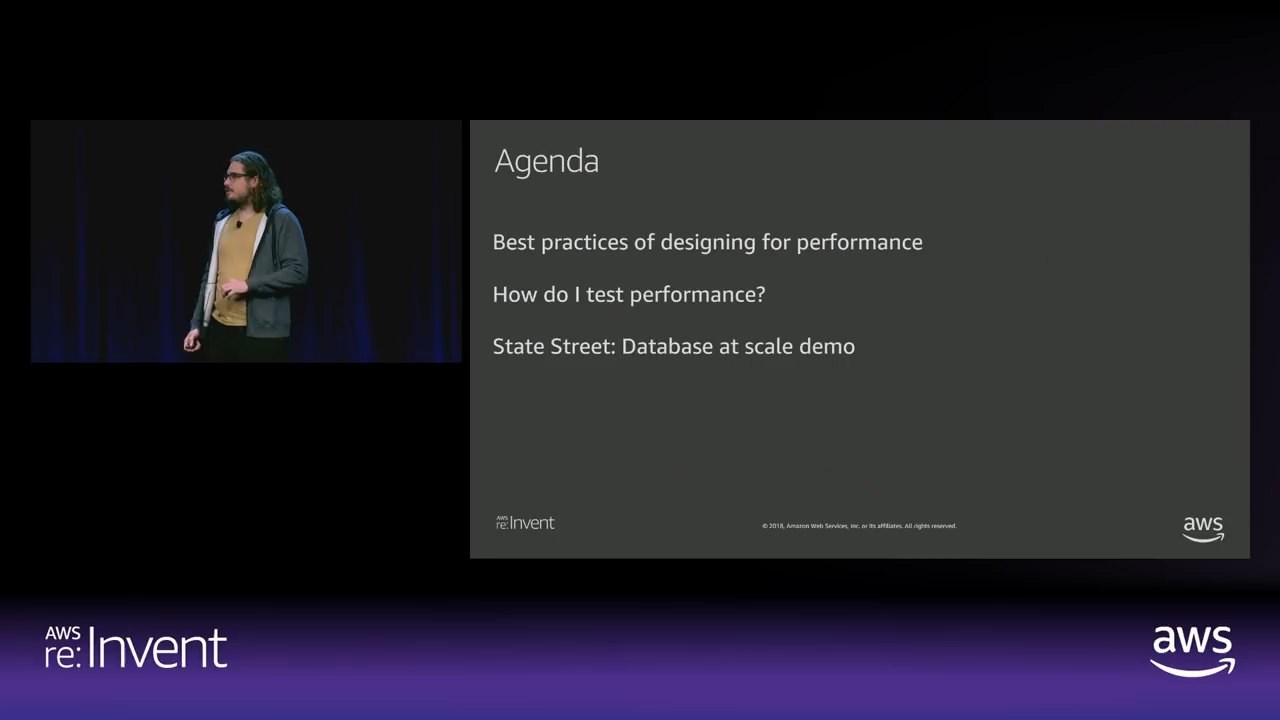 Agenda
Best practices of designing for performance
How do I test performance?
State Street: Database at scale demo
AWS
re:Invent
© 2018, Amazon Web Services, Inc. or its affiliates. All rights reserved.
aws
AWS
re:Invent
aws